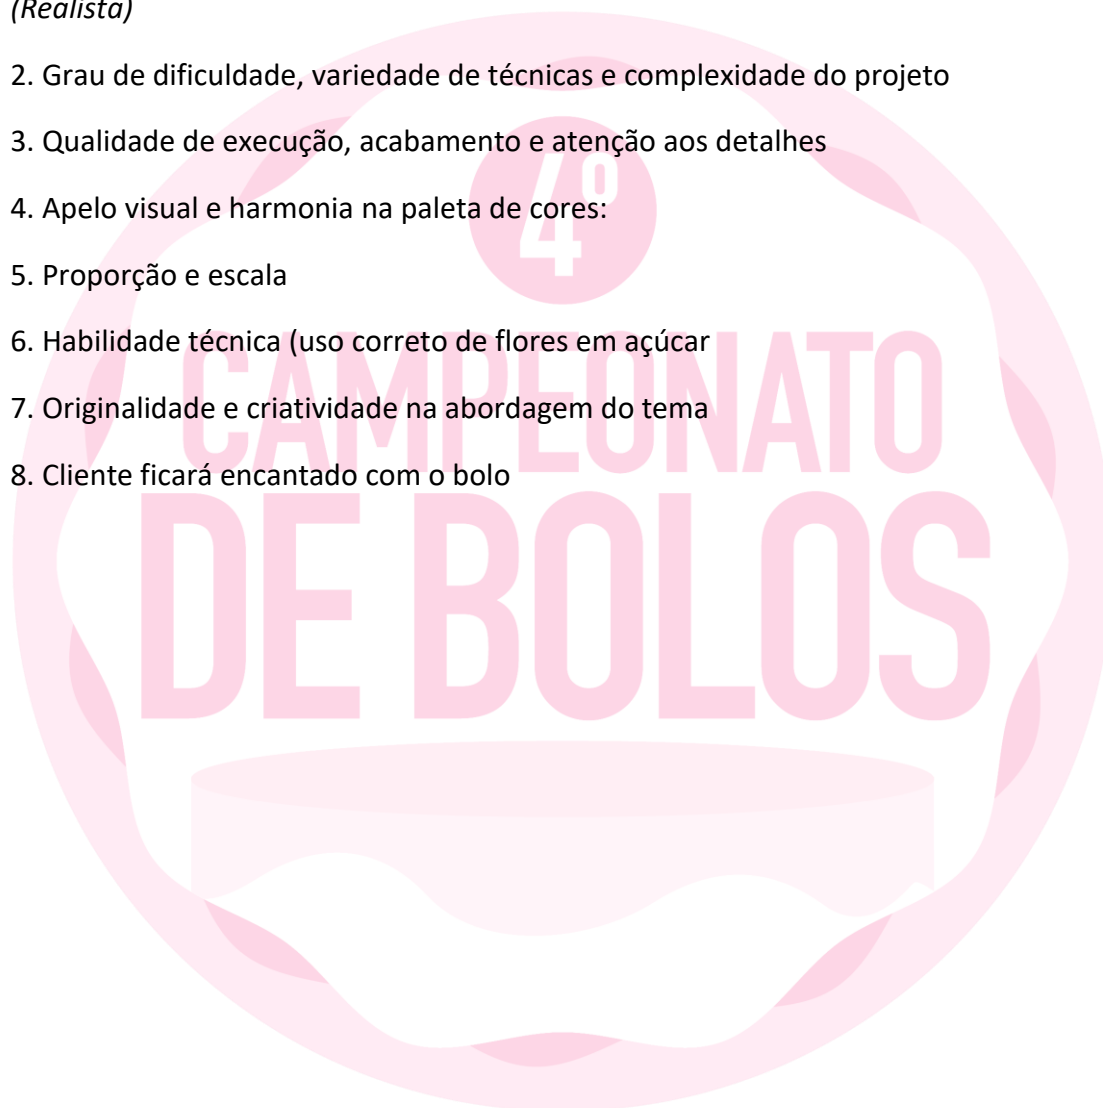 (Realista)
2. Grau de dificuldade, variedade de técnicas e complexidade do projeto
3. Qualidade de execução, acabamento e atenção aos detalhes
4º
4. Apelo visual e harmonia na paleta de cores:
5. Proporção e escala
6. Habilidade técnica (uso correto de flores em açúcar
CAMPEONATO
7. Originalidade e criatividade na abordagem do tema
8. Cliente ficará encantado com o bolo
DE BOLOS